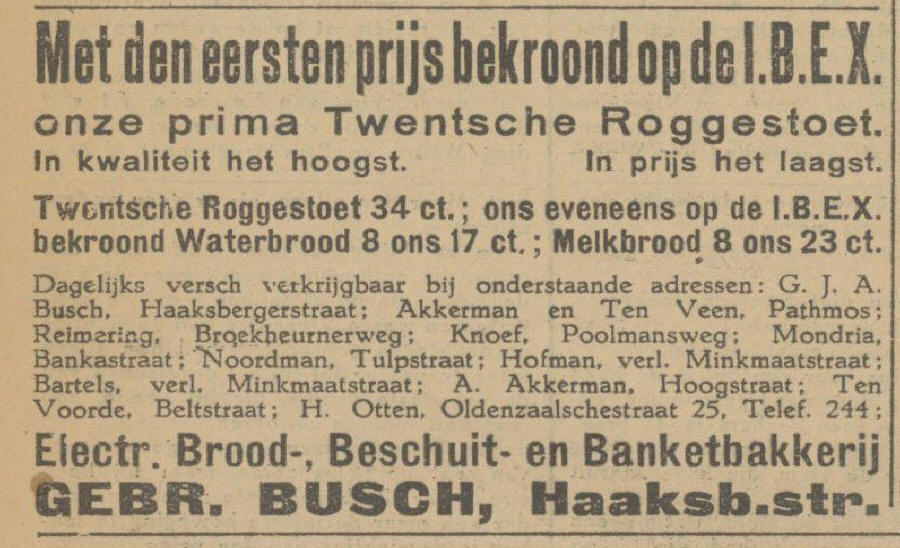 Met den eersten prijs bekroond op de I.B.E.X.
onze prima Twentsche Roggestoet.
In kwaliteit het hoogst. In prijs het laagst.
Twentsche Roggestoet 34 ct.; ons eveneens op de I.B.E.X.
bekroond Waterbrood 8 ons 17 ct.; Melkbrood 8 ons 23 ct.
Dagelijks versch verkrijgbaar bij onderstaande adressen: G. J. A.
Busch, Haaksbergerstraat; Akkerman en Ten Veen, Pathmos;
Reimering, Broekheurnerweg; Knoef, Poolmansweg; Mondria,
Bankastraat; Noordman, Tulpstraat; Hofman, verl. Minkmaatstraat;
Bartels, verl. Minkmaatstraat; A. Akkerman, Hoogstraat; Ten
Voorde, Beltstraat; H. Otten, Oldenzaalschestraat 25, Telef. 244;
Electr. Brood-, Beschuit- en Banketbakkerij
GEBR. BUSCH, Haaksb.str.